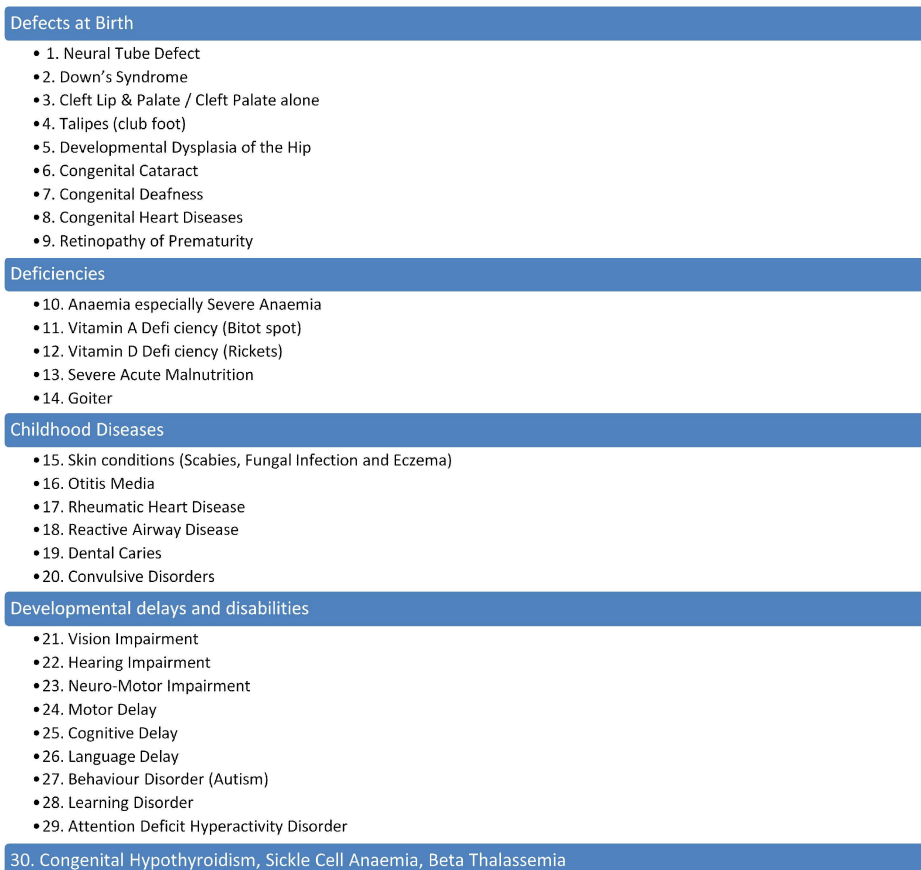 Defects at Birth
• 1. Neural Tube Defect
•2. Down’s Syndrome
•3. Cleft Lip & Palate / Cleft Palate alone
•4. Talipes (club foot)
•5. Developmental Dysplasia of the Hip
•6. Congenital Cataract
•7. Congenital Deafness
•8. Congenital Heart Diseases
•9. Retinopathy of Prematurity
Deficiencies
•10. Anaemia especially Severe Anaemia
•11. Vitamin A Defi ciency (Bitot spot)
•12. Vitamin D Defi ciency (Rickets)
•13. Severe Acute Malnutrition
•14. Goiter
Childhood Diseases
•15. Skin conditions (Scabies, Fungal Infection and Eczema)
•16. Otitis Media
•17. Rheumatic Heart Disease
•18. Reactive Airway Disease
•19. Dental Caries
•20. Convulsive Disorders
Developmental delays and disabilities
•21. Vision Impairment
•22. Hearing Impairment
•23. Neuro-Motor Impairment
•24. Motor Delay
•25. Cognitive Delay
•26. Language Delay
•27. Behaviour Disorder (Autism)
•28. Learning Disorder
•29. Attention Deficit Hyperactivity Disorder
30. Congenital Hypothyroidism, Sickle Cell Anaemia, Beta Thalassemia